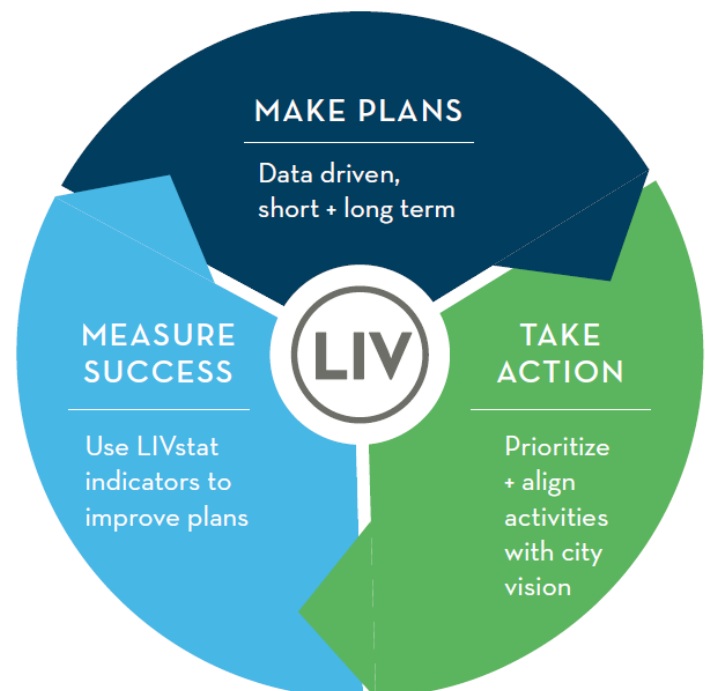 MAKE PLANS
Data driven,
short + long term
LIV
MEASURE
SUCCESS
Use LIVstat
indicators to
improve plans
TAKE
ACTION
Prioritize
+ align
activities
with city
vision